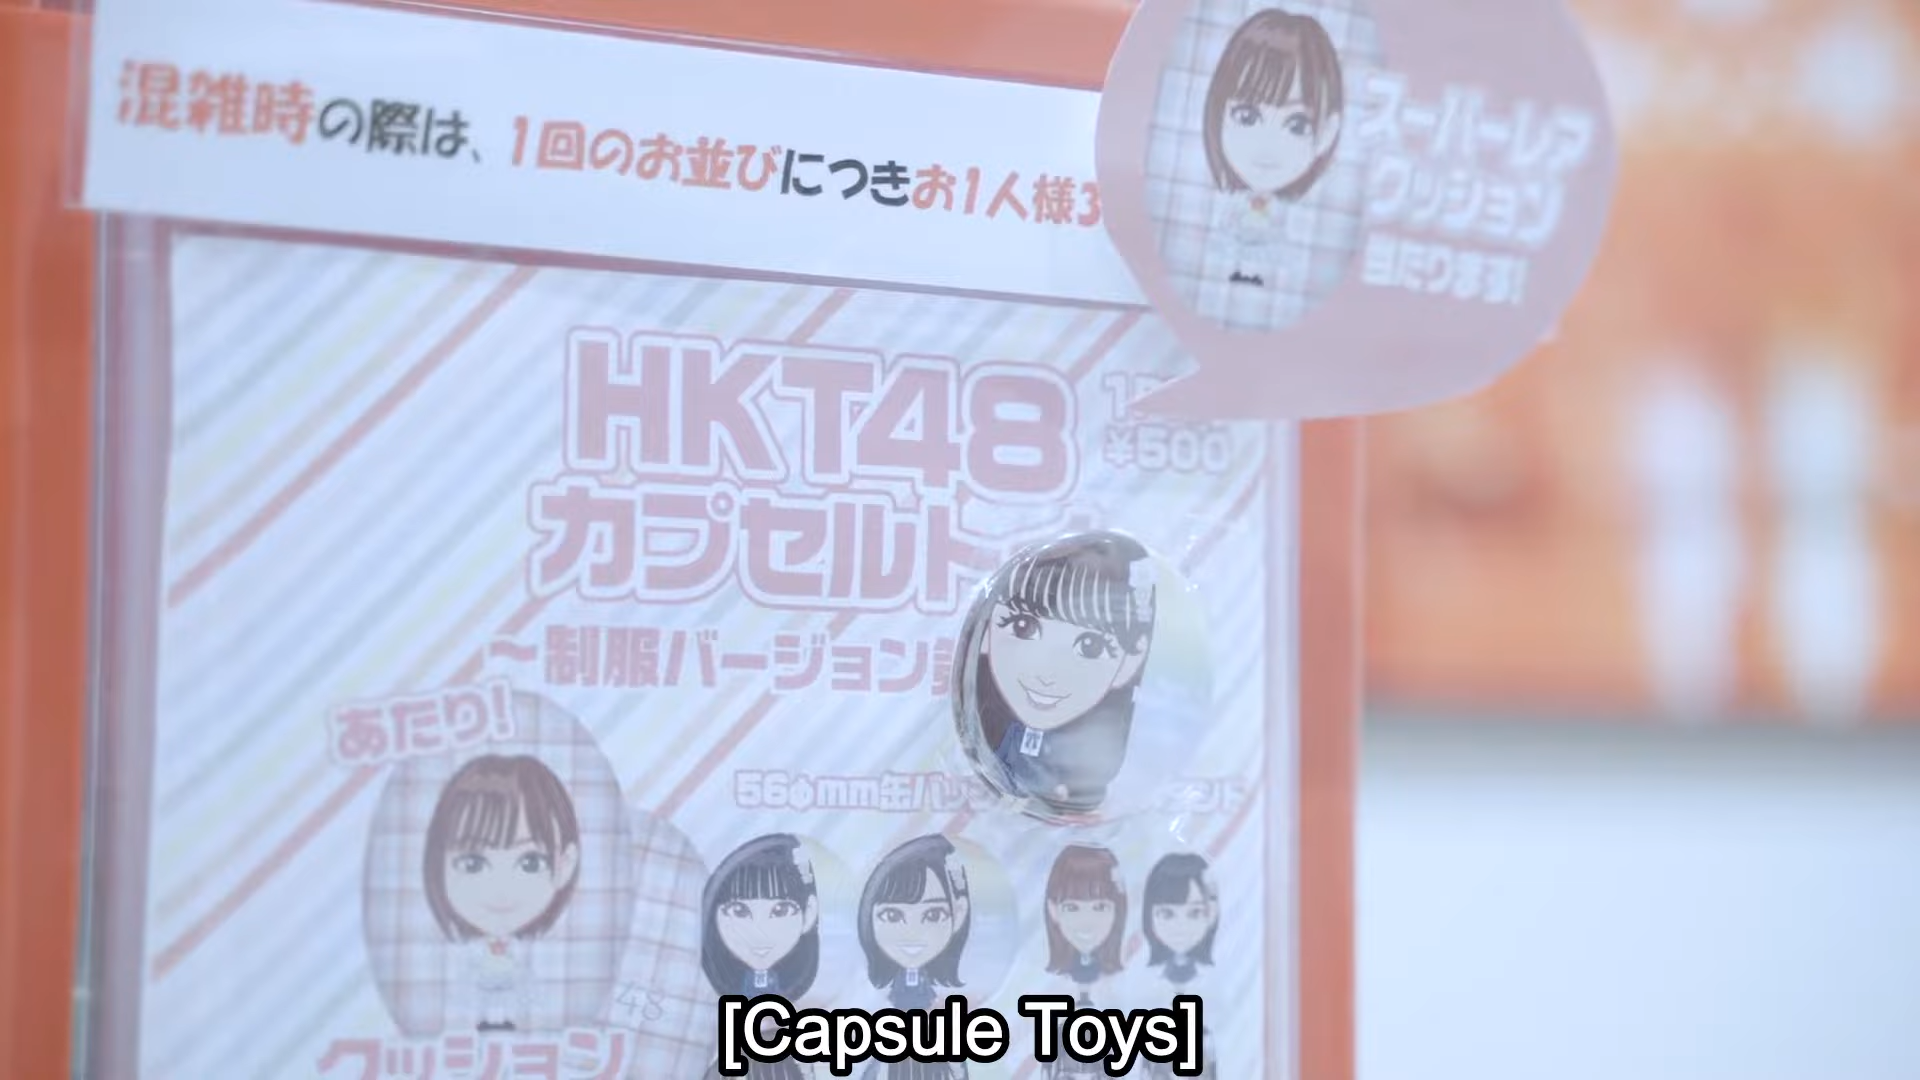 混雑時の際は、1回のお並びにつきお1人様3
スーパーレア
クッション
当たります!
HKT48
¥500
カプセルト
～制服バージョン
あたり!
56φmm缶バッ
48
クッション
[Capsule Toys]